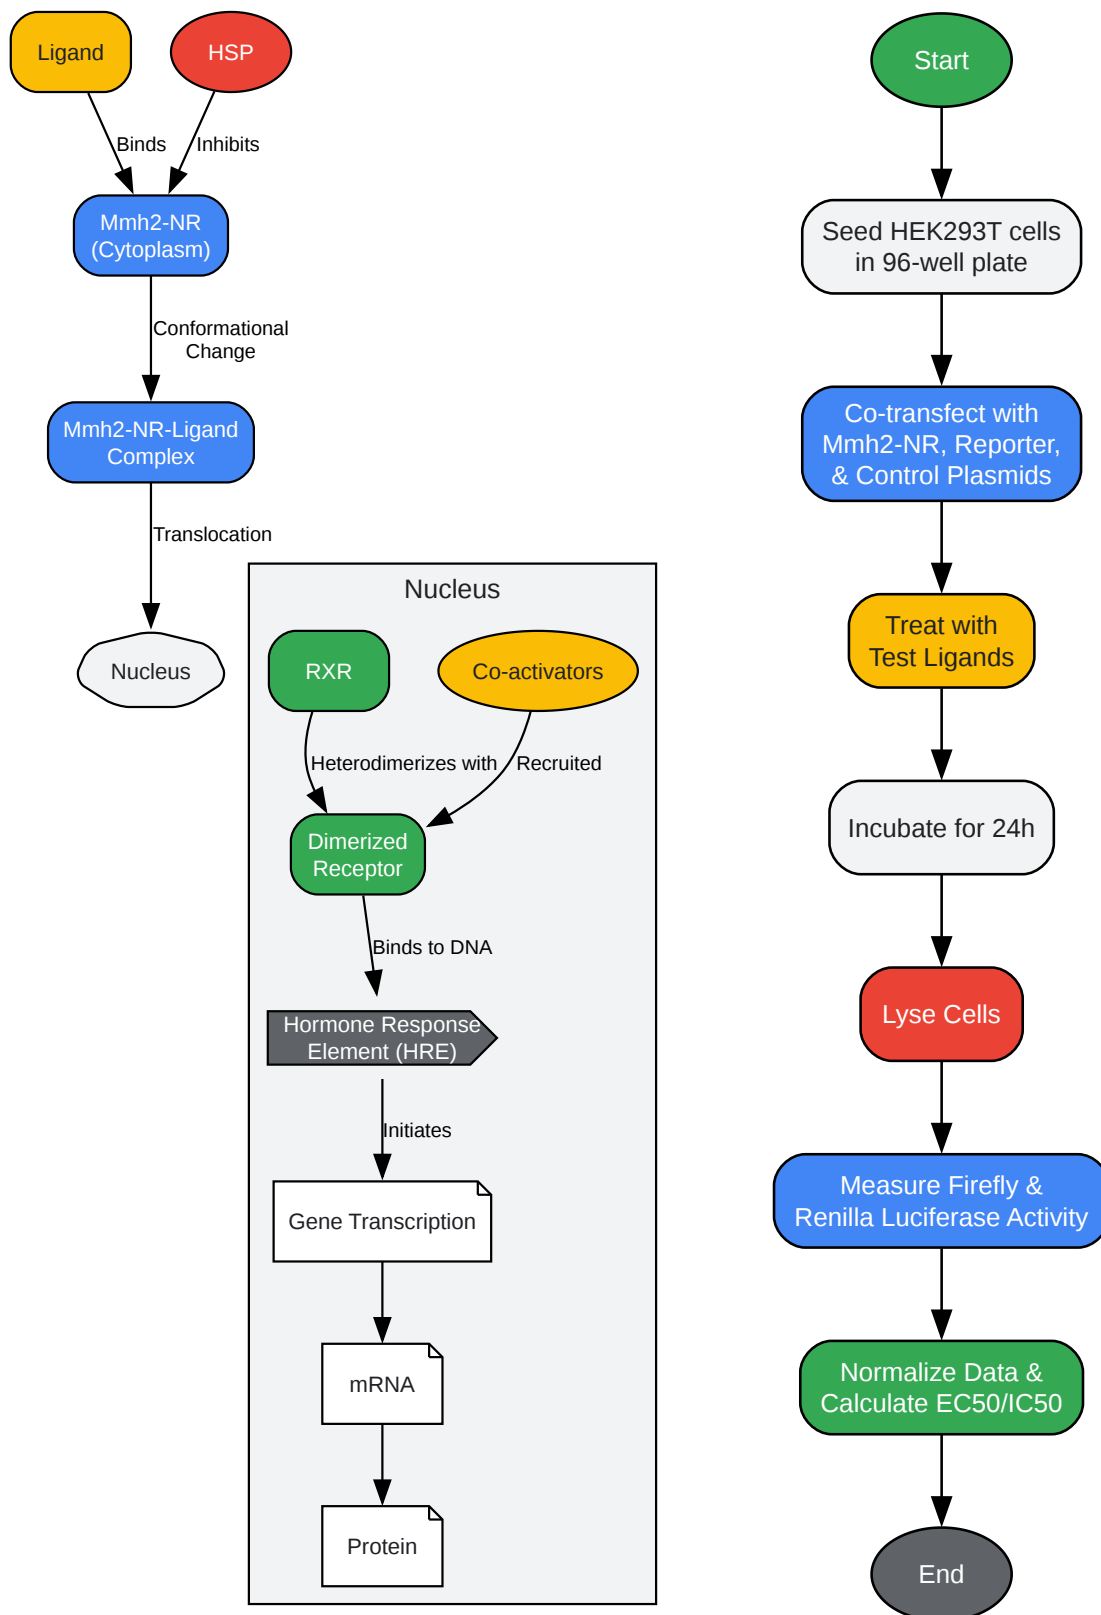 Ligand
HSP
Binds
Inhibits
Mmh2-NR
(Cytoplasm)
Conformational
Change
Mmh2-NR-Ligand
Complex
Translocation
Nucleus
Nucleus
RXR
Co-activators
Heterodimerizes with
Recruited
Dimerized
Receptor
Binds to DNA
Hormone Response
Element (HRE)
Initiates
Gene Transcription
mRNA
Protein
Start
Seed HEK293T cells
in 96-well plate
Co-transfect with
Mmh2-NR, Reporter,
& Control Plasmids
Treat with
Test Ligands
Incubate for 24h
Lyse Cells
Measure Firefly &
Renilla Luciferase Activity
Normalize Data &
Calculate EC50/IC50
End